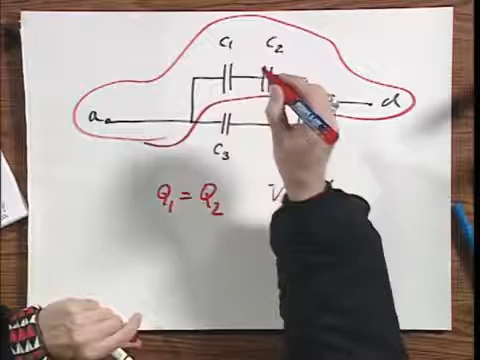 C₁ C₂
a d
C₃
Q₁ = Q₂ V